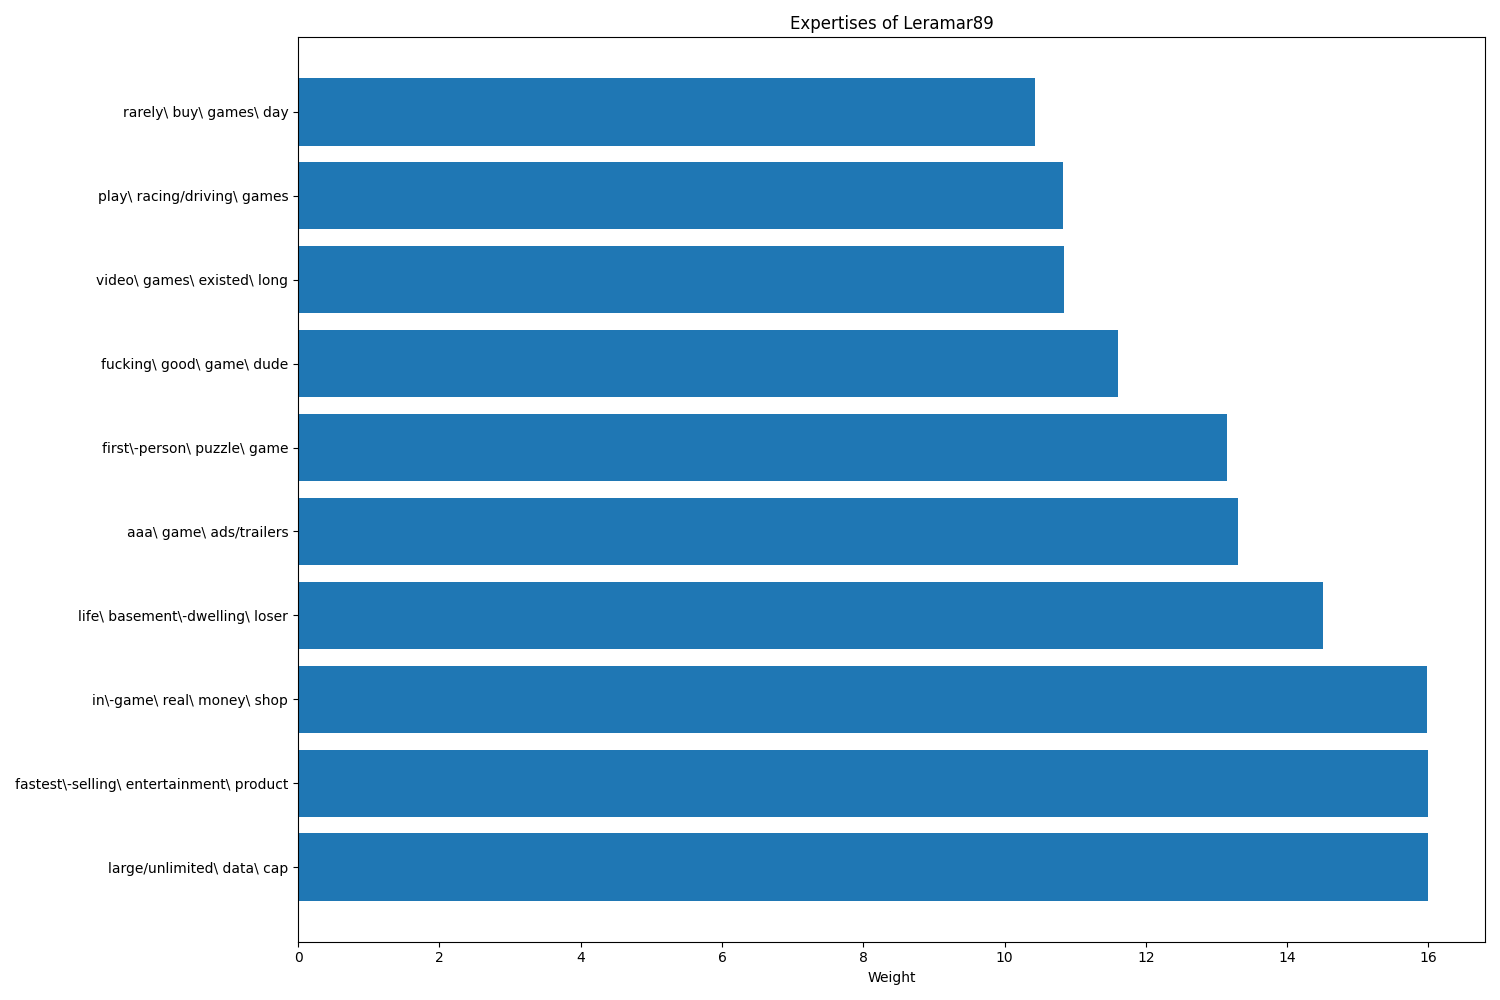 Expertises of Leramar89
rarely\ buy\ games\ day
play\ racing/driving\ games
video\ games\ existed\ long
fucking\ good\ game\ dude
first\-person\ puzzle\ game
aaa\ game\ ads/trailers
life\ basement\-dwelling\ loser
in\-game\ real\ money\ shop
fastest\-selling\ entertainment\ product
large/unlimited\ data\ cap
0 2 4 6 8 10 12 14 16
Weight